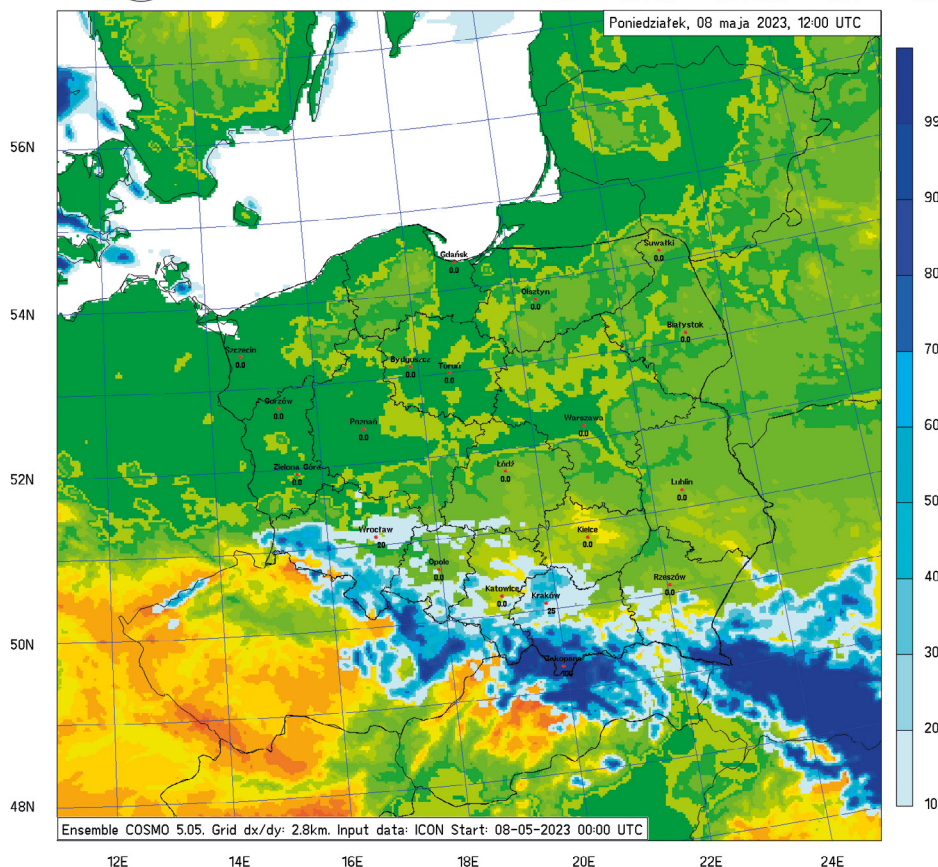 Poniedziałek, 08 maja 2023, 12:00 UTC
99
56N
90
Suwałki
0.0
Gdańsk
0.0
80
Olsztyn
0.0
54N
Białystok
0.0
70
Szczecin
0.0
Bydgoszcz
0.0
Toruń
0.0
Gorzów
0.0
Poznań
0.0
Warszawa
0.0
60
52N
Zielona Góra
0.0
Łódź
0.0
Lublin
0.0
50
Wrocław
20
Kielce
0.0
40
Opole
0.0
Katowice
0.0
Kraków
25
Rzeszów
0.0
50N
30
Zakopane
20
48N
10
Ensemble COSMO 5.05. Grid dx/dy: 2.8km. Input data: ICON Start: 08-05-2023 00:00 UTC
12E 14E 16E 18E 20E 22E 24E